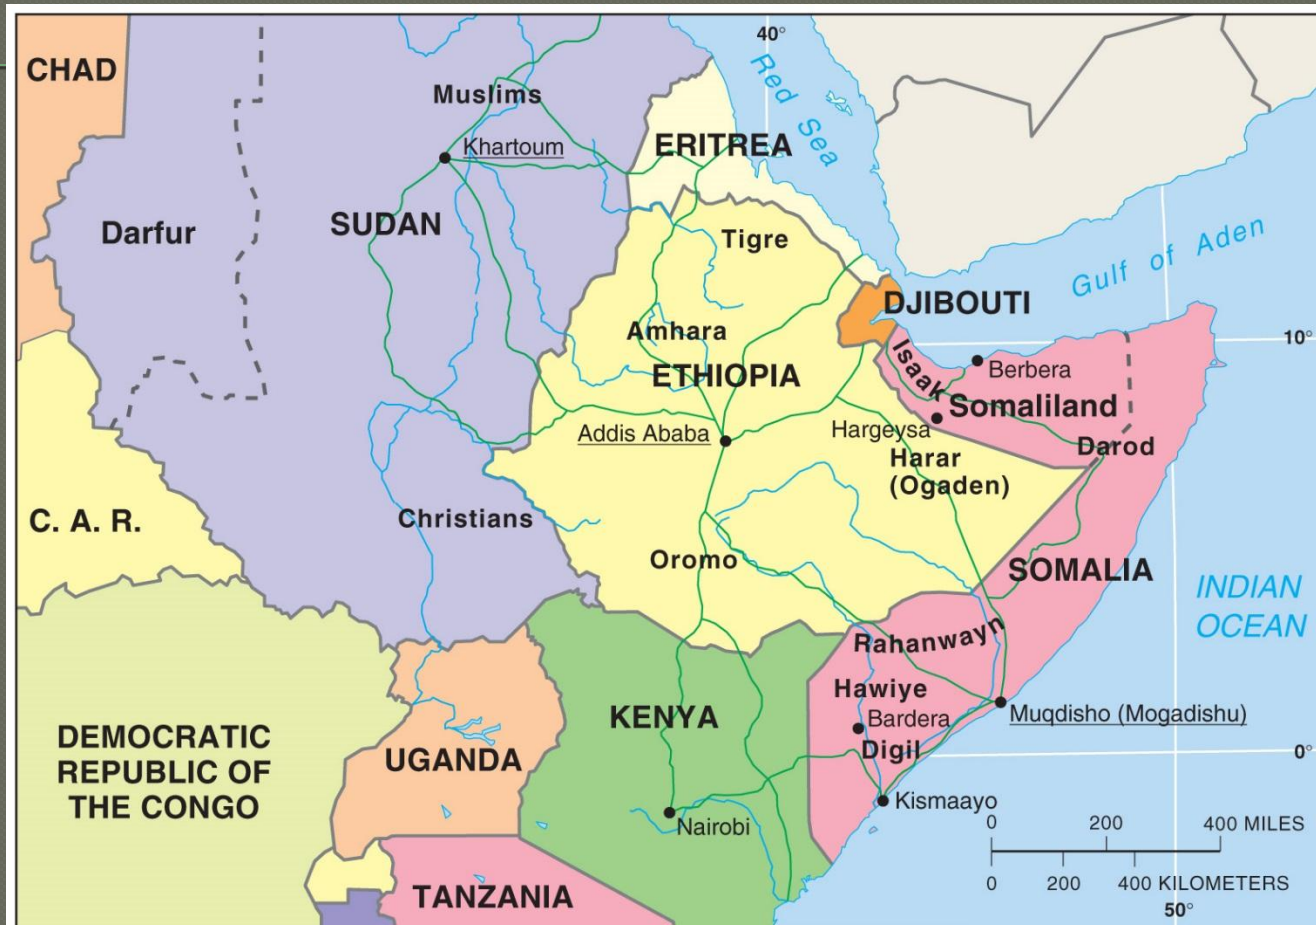 40°
CHAD
Red Sea
Muslims
Khartoum
ERITREA
Darfur
SUDAN
Tigre
Gulf of Aden
DJIBOUTI
Amhara
10°
Isaak
Berbera
ETHIOPIA
Somaliland
Addis Ababa
Hargeysa
Darod
Harar
(Ogaden)
C. A. R.
Christians
Oromo
SOMALIA
INDIAN
OCEAN
Rahanwayn
Hawiye
KENYA
Bardera
Muqdisho (Mogadishu)
DEMOCRATIC
REPUBLIC OF
THE CONGO
UGANDA
Digil
0°
Kismaayo
Nairobi
0 200 400 MILES
0 200 400 KILOMETERS
TANZANIA
50°